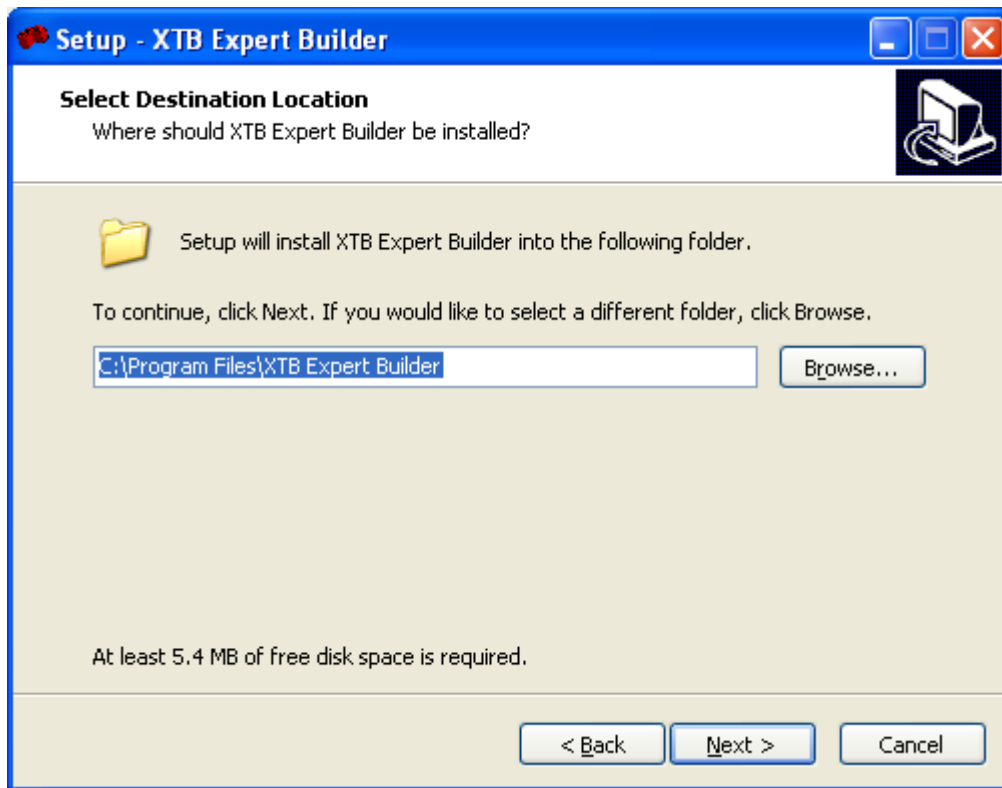 Setup - XTB Expert Builder
Select Destination Location
Where should XTB Expert Builder be installed?
Setup will install XTB Expert Builder into the following folder.
To continue, click Next. If you would like to select a different folder, click Browse.
C:\Program Files\XTB Expert Builder
Browse...
At least 5.4 MB of free disk space is required.
< Back Next > Cancel